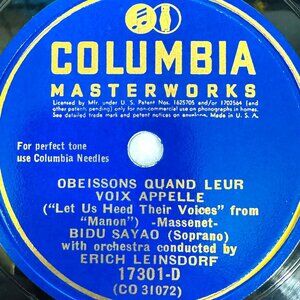 COLUMBIA
MASTERWORKS
Licensed by Mfr. under U. S. Patent Nos. 1625705 and/or 1702564 (and
other patents pending) only for non-commercial use on phonographs in homes.
See detailed trade mark and patent notices on envelope. Made in U. S. A.
For perfect tone
use Columbia Needles
OBEISSONS QUAND LEUR
VOIX APPELLE
("Let Us Heed Their Voices" from
"Manon") -Massenet-
BIDU SAYAO (Soprano)
with orchestra conducted by
ERICH LEINSDORF
17301-D
(CO 31072)